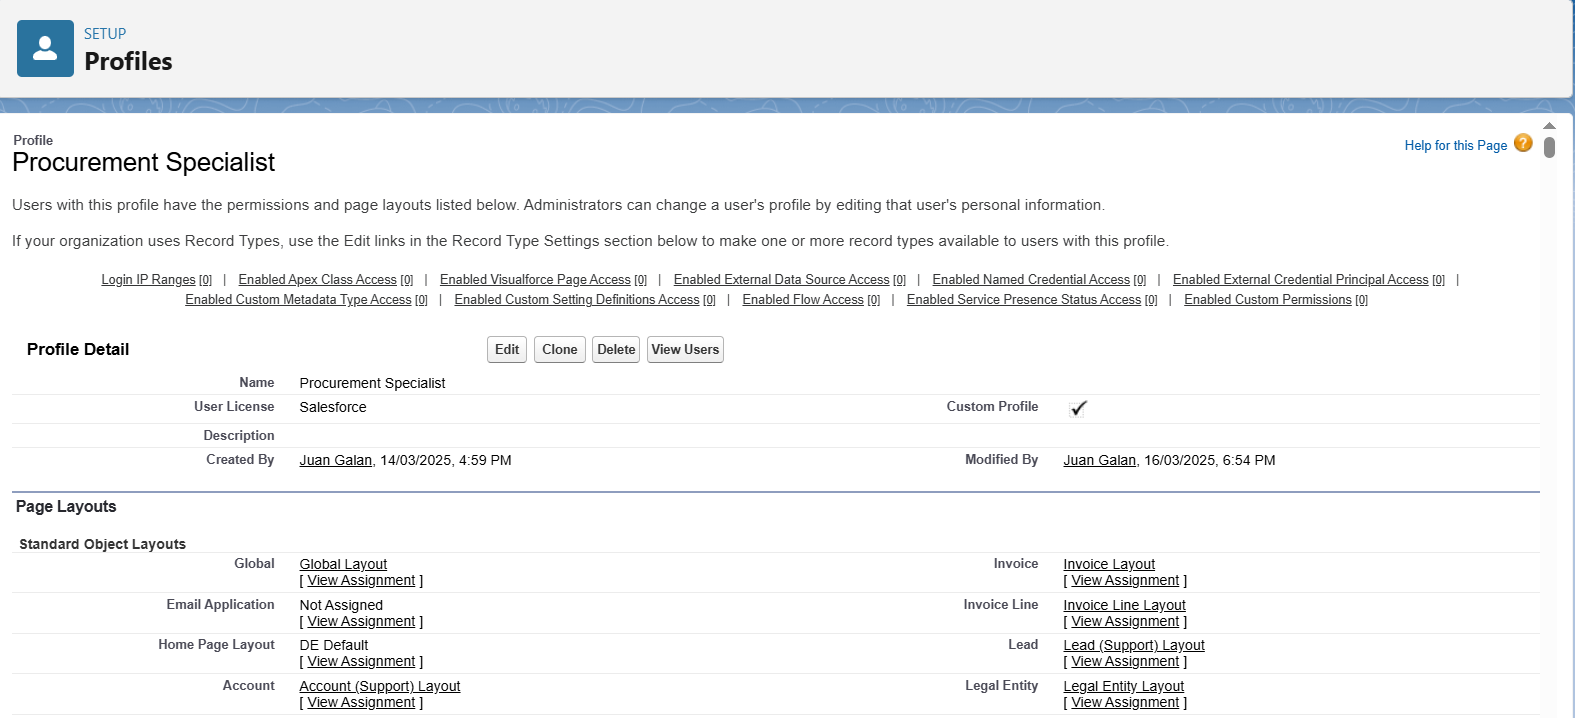 SETUP
Profiles
Profile
Procurement Specialist
Help for this Page ?
Users with this profile have the permissions and page layouts listed below. Administrators can change a user's profile by editing that user's personal information.
If your organization uses Record Types, use the Edit links in the Record Type Settings section below to make one or more record types available to users with this profile.
Login IP Ranges [0] | Enabled Apex Class Access [0] | Enabled Visualforce Page Access [0] | Enabled External Data Source Access [0] | Enabled Named Credential Access [0] | Enabled External Credential Principal Access [0] |
Enabled Custom Metadata Type Access [0] | Enabled Custom Setting Definitions Access [0] | Enabled Flow Access [0] | Enabled Service Presence Status Access [0] | Enabled Custom Permissions [0]
Profile Detail Edit Clone Delete View Users
Name Procurement Specialist
User License Salesforce Custom Profile
Description
Created By Juan Galan, 14/03/2025, 4:59 PM Modified By Juan Galan, 16/03/2025, 6:54 PM
Page Layouts
Standard Object Layouts
Global Global Layout Invoice Invoice Layout
[ View Assignment ] [ View Assignment ]
Email Application Not Assigned Invoice Line Invoice Line Layout
[ View Assignment ] [ View Assignment ]
Home Page Layout DE Default Lead Lead (Support) Layout
[ View Assignment ] [ View Assignment ]
Account Account (Support) Layout Legal Entity Legal Entity Layout
[ View Assignment ] [ View Assignment ]